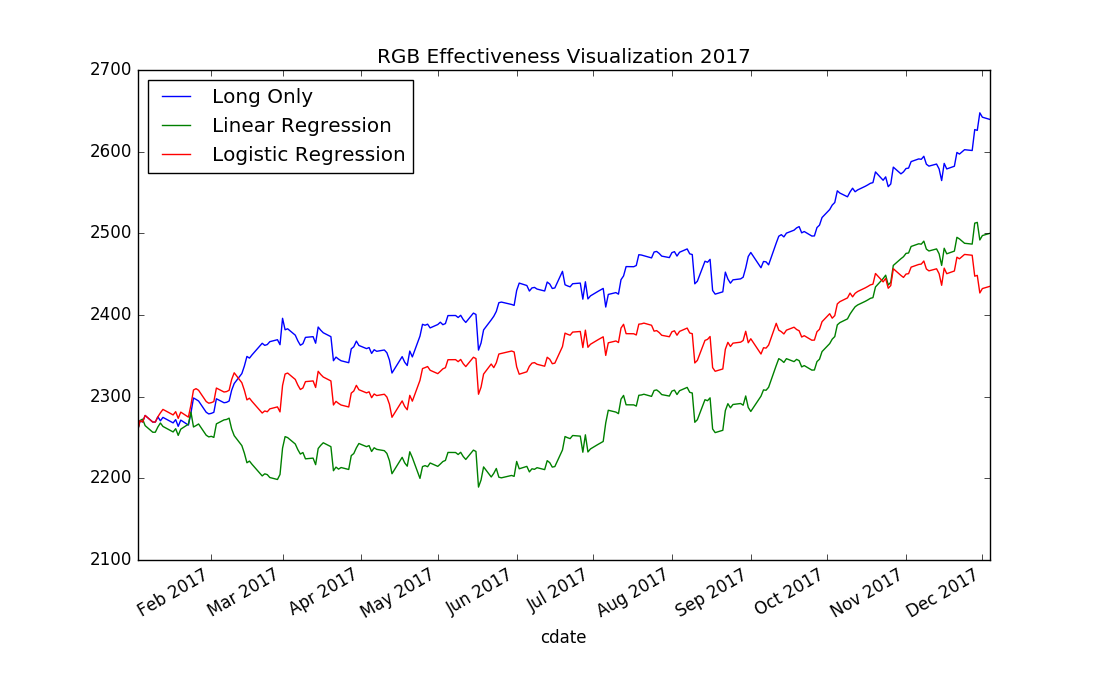 RGB Effectiveness Visualization 2017
2700
2600
2500
2400
2300
2200
2100
Long Only
Linear Regression
Logistic Regression
Feb 2017
Mar 2017
Apr 2017
May 2017
Jun 2017
Jul 2017
Aug 2017
Sep 2017
Oct 2017
Nov 2017
Dec 2017
cdate